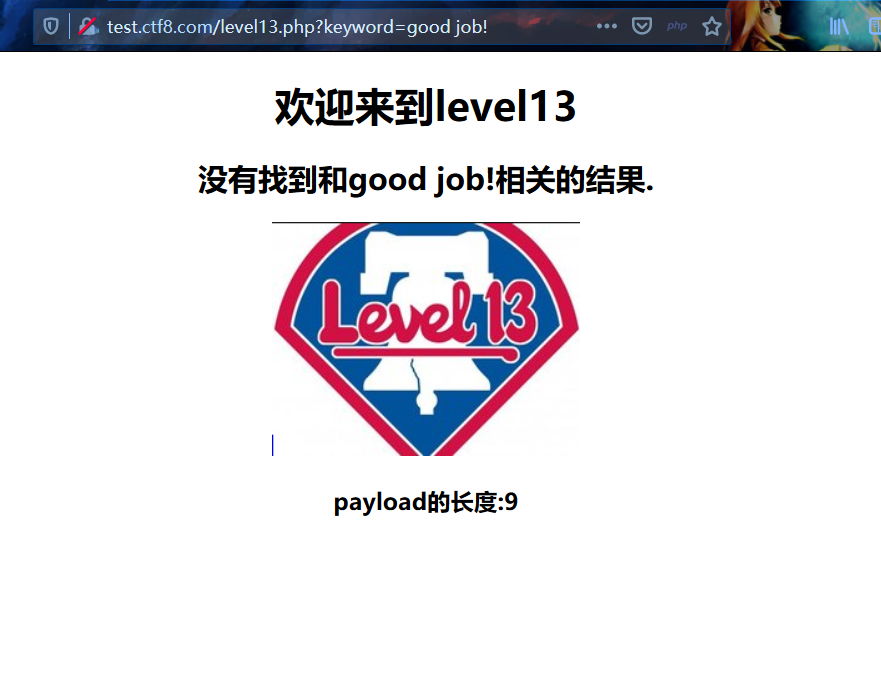 test.ctf8.com/level13.php?keyword=good job!
php
欢迎来到level13
没有找到和good job!相关的结果.
Level 13
payload的长度:9